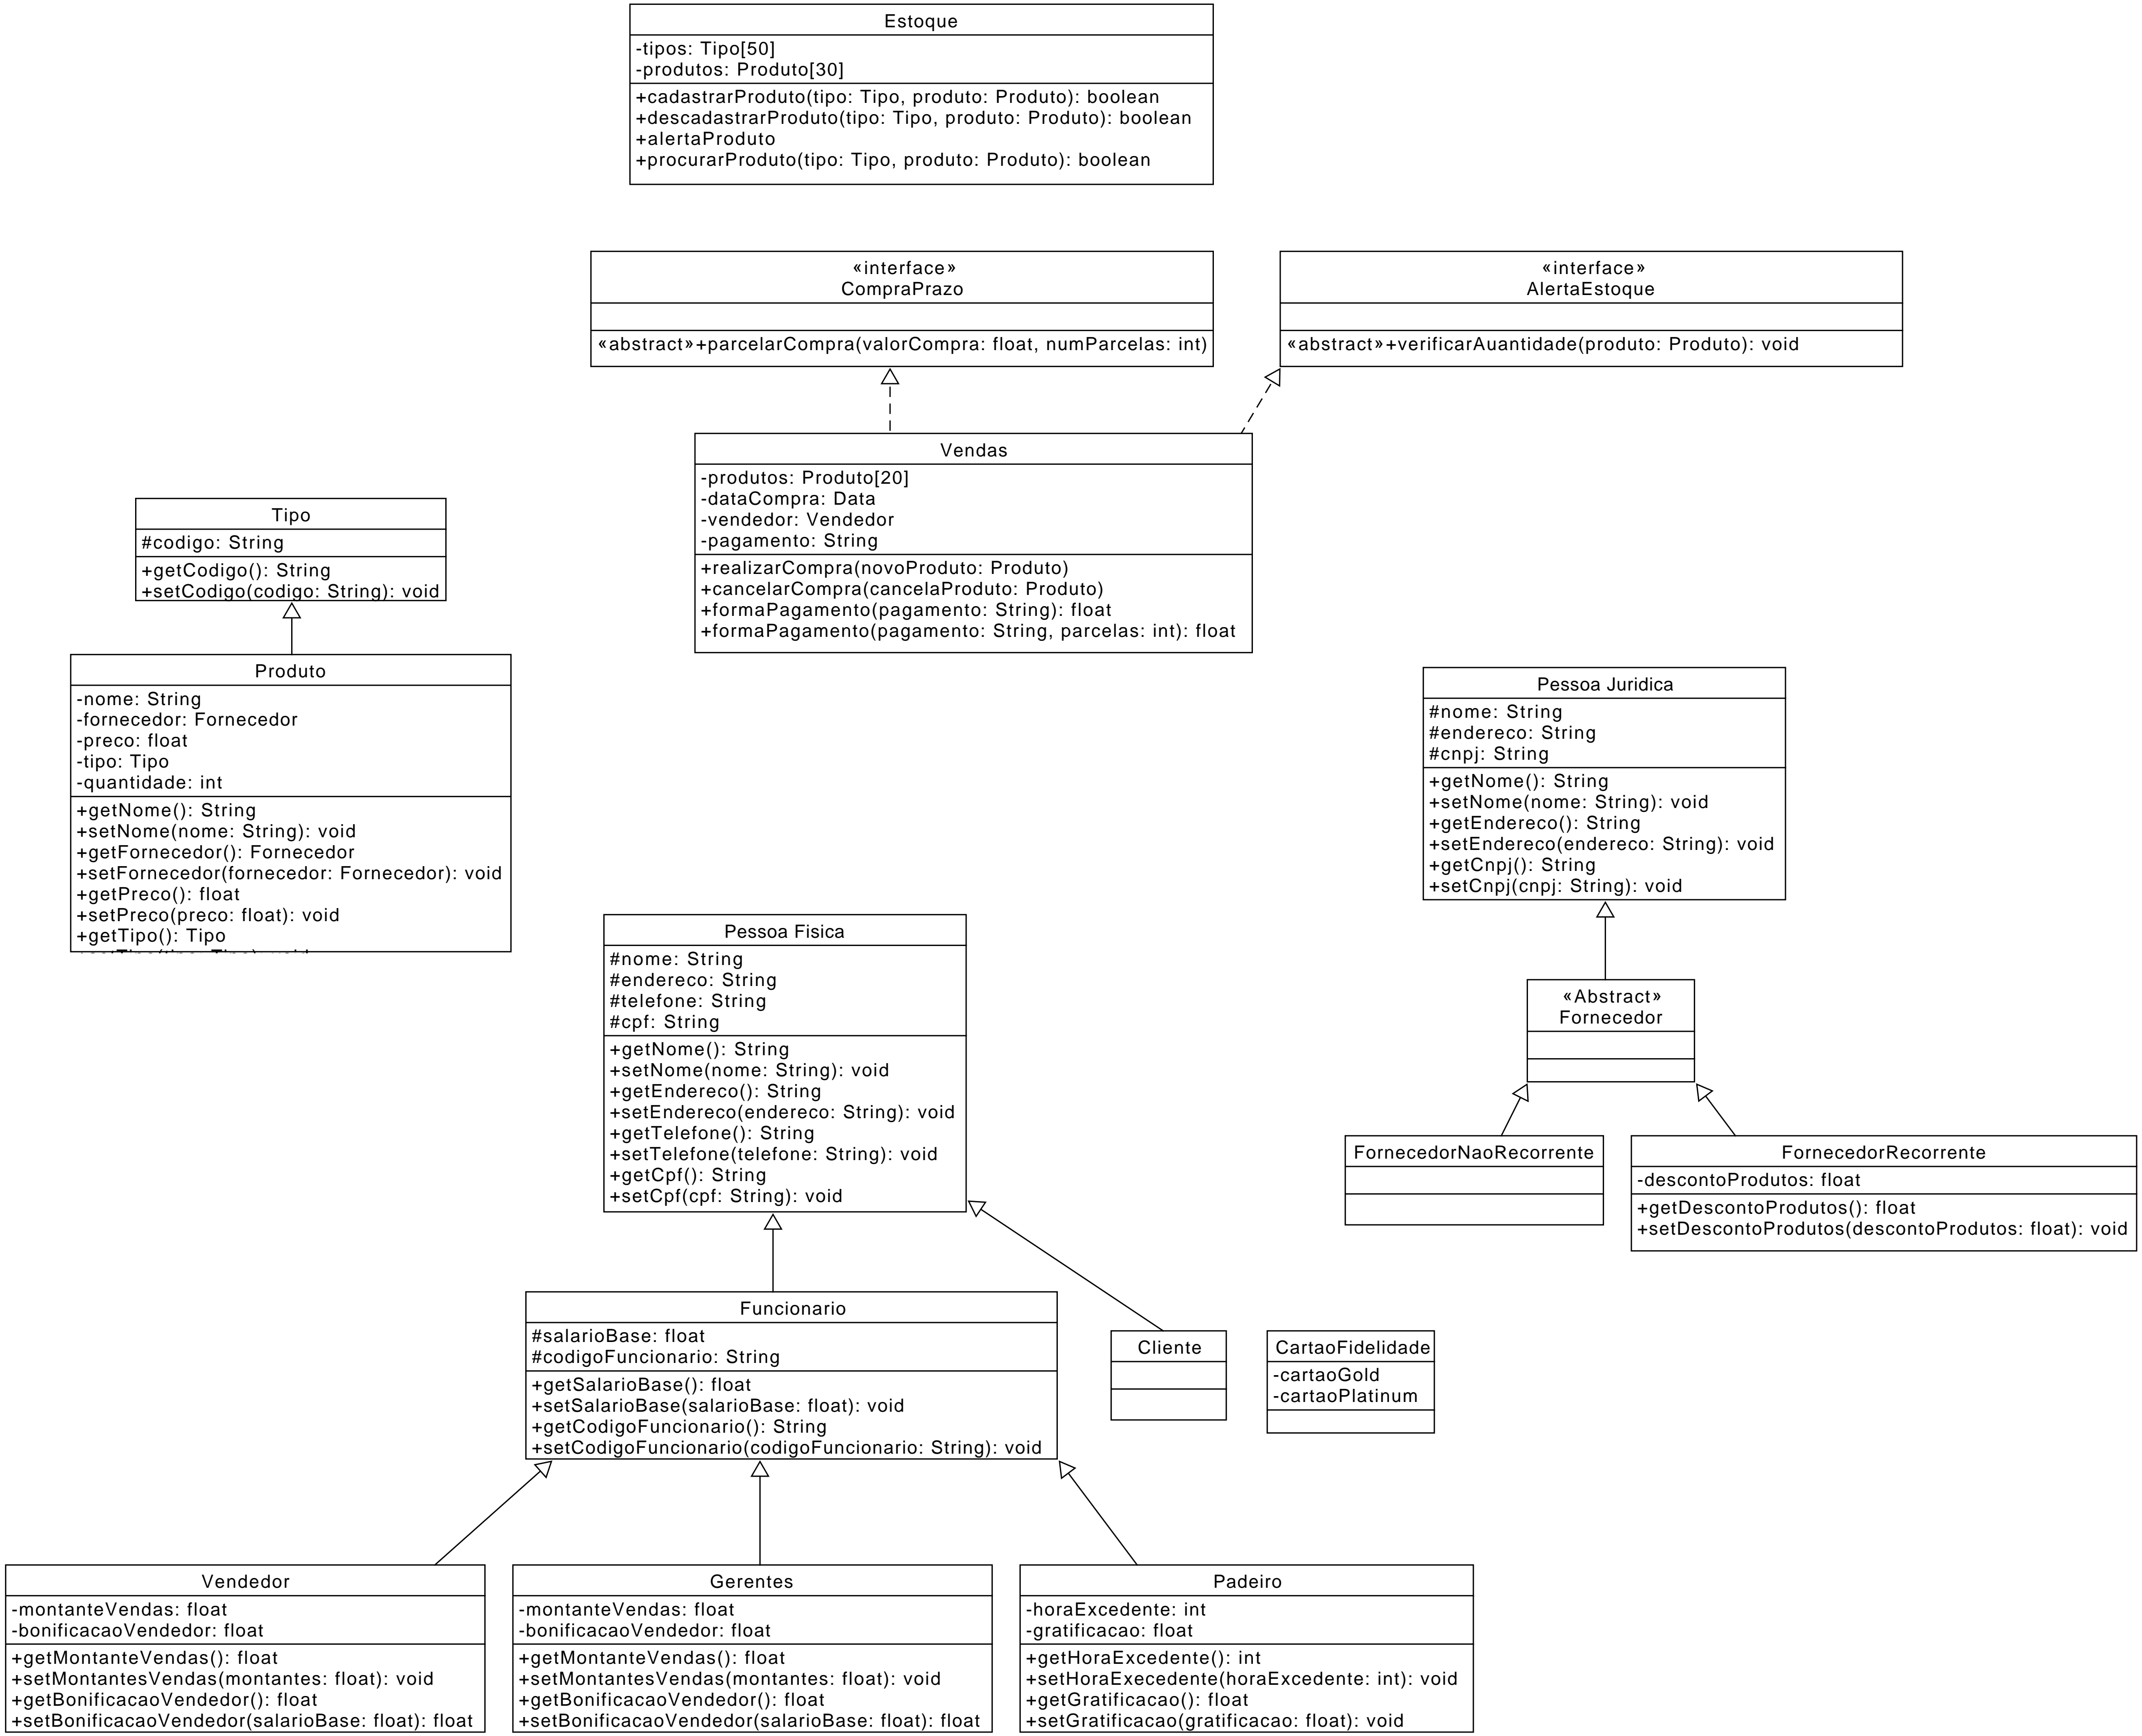 Estoque
-tipos: Tipo[50]
-produtos: Produto[30]
+cadastrarProduto(tipo: Tipo, produto: Produto): boolean
+descadastrarProduto(tipo: Tipo, produto: Produto): boolean
+alertaProduto
+procurarProduto(tipo: Tipo, produto: Produto): boolean
«interface»
CompraPrazo
«abstract»+parcelarCompra(valorCompra: float, numParcelas: int)
«interface»
AlertaEstoque
«abstract»+verificarAuantidade(produto: Produto): void
Vendas
-produtos: Produto[20]
-dataCompra: Data
-vendedor: Vendedor
-pagamento: String
+realizarCompra(novoProduto: Produto)
+cancelarCompra(cancelaProduto: Produto)
+formaPagamento(pagamento: String): float
+formaPagamento(pagamento: String, parcelas: int): float
Tipo
#codigo: String
+getCodigo(): String
+setCodigo(codigo: String): void
Produto
-nome: String
-fornecedor: Fornecedor
-preco: float
-tipo: Tipo
-quantidade: int
+getNome(): String
+setNome(nome: String): void
+getFornecedor(): Fornecedor
+setFornecedor(fornecedor: Fornecedor): void
+getPreco(): float
+setPreco(preco: float): void
+getTipo(): Tipo
Pessoa Juridica
#nome: String
#endereco: String
#cnpj: String
+getNome(): String
+setNome(nome: String): void
+getEndereco(): String
+setEndereco(endereco: String): void
+getCnpj(): String
+setCnpj(cnpj: String): void
Pessoa Fisica
#nome: String
#endereco: String
#telefone: String
#cpf: String
+getNome(): String
+setNome(nome: String): void
+getEndereco(): String
+setEndereco(endereco: String): void
+getTelefone(): String
+setTelefone(telefone: String): void
+getCpf(): String
+setCpf(cpf: String): void
«Abstract»
Fornecedor
FornecedorNaoRecorrente
FornecedorRecorrente
-descontoProdutos: float
+getDescontoProdutos(): float
+setDescontoProdutos(descontoProdutos: float): void
Funcionario
#salarioBase: float
#codigoFuncionario: String
+getSalarioBase(): float
+setSalarioBase(salarioBase: float): void
+getCodigoFuncionario(): String
+setCodigoFuncionario(codigoFuncionario: String): void
Cliente
CartaoFidelidade
-cartaoGold
-cartaoPlatinum
Vendedor
-montanteVendas: float
-bonificacaoVendedor: float
+getMontanteVendas(): float
+setMontantesVendas(montantes: float): void
+getBonificacaoVendedor(): float
+setBonificacaoVendedor(salarioBase: float): float
Gerentes
-montanteVendas: float
-bonificacaoVendedor: float
+getMontanteVendas(): float
+setMontantesVendas(montantes: float): void
+getBonificacaoVendedor(): float
+setBonificacaoVendedor(salarioBase: float): float
Padeiro
-horaExcedente: int
-gratificacao: float
+getHoraExcedente(): int
+setHoraExecedente(horaExcedente: int): void
+getGratificacao(): float
+setGratificacao(gratificacao: float): void